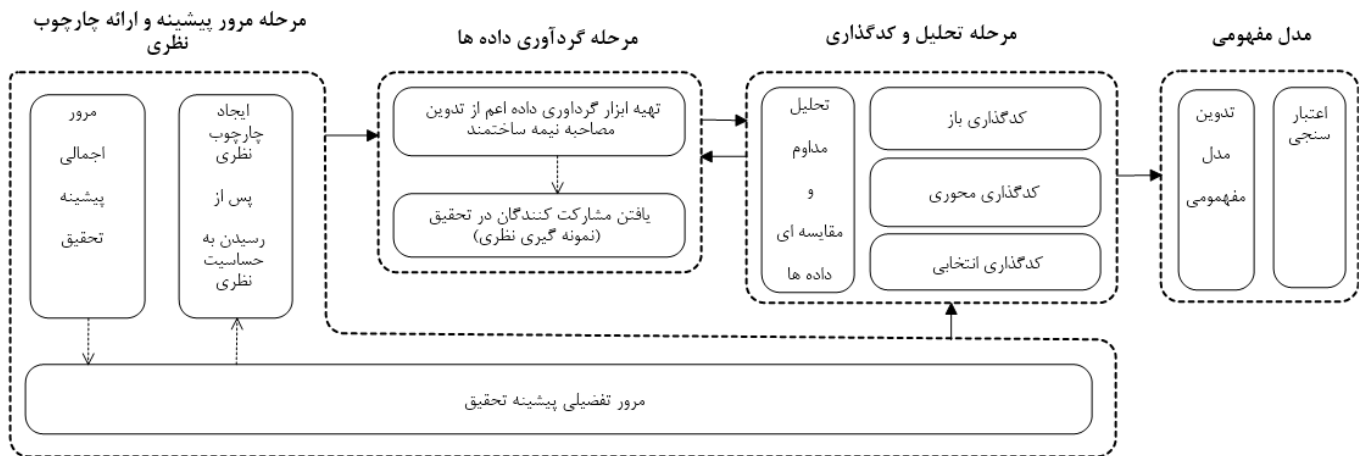 مرحله مرور پیشینه و ارائه چارچوب
نظری
مرور
اجمالی
پیشینه
تحقیق
ایجاد
چارچوب
نظری
پس از
رسیدن به
حساسیت
نظری
مرور تفضیلی پیشینه تحقیق
مرحله گردآوری داده ها
تهیه ابزار گرداوری داده اعم از تدوین
مصاحبه نیمه ساختمند
یافتن مشارکت کنندگان در تحقیق
(نمونه گیری نظری)
مرحله تحلیل و کدگذاری
تحلیل
مداوم
و
مقایسه ای
داده ها
کدگذاری باز
کدگذاری محوری
کدگذاری انتخابی
مدل مفهومی
تدوین
مدل
مفهمومی
اعتبار
سنجی